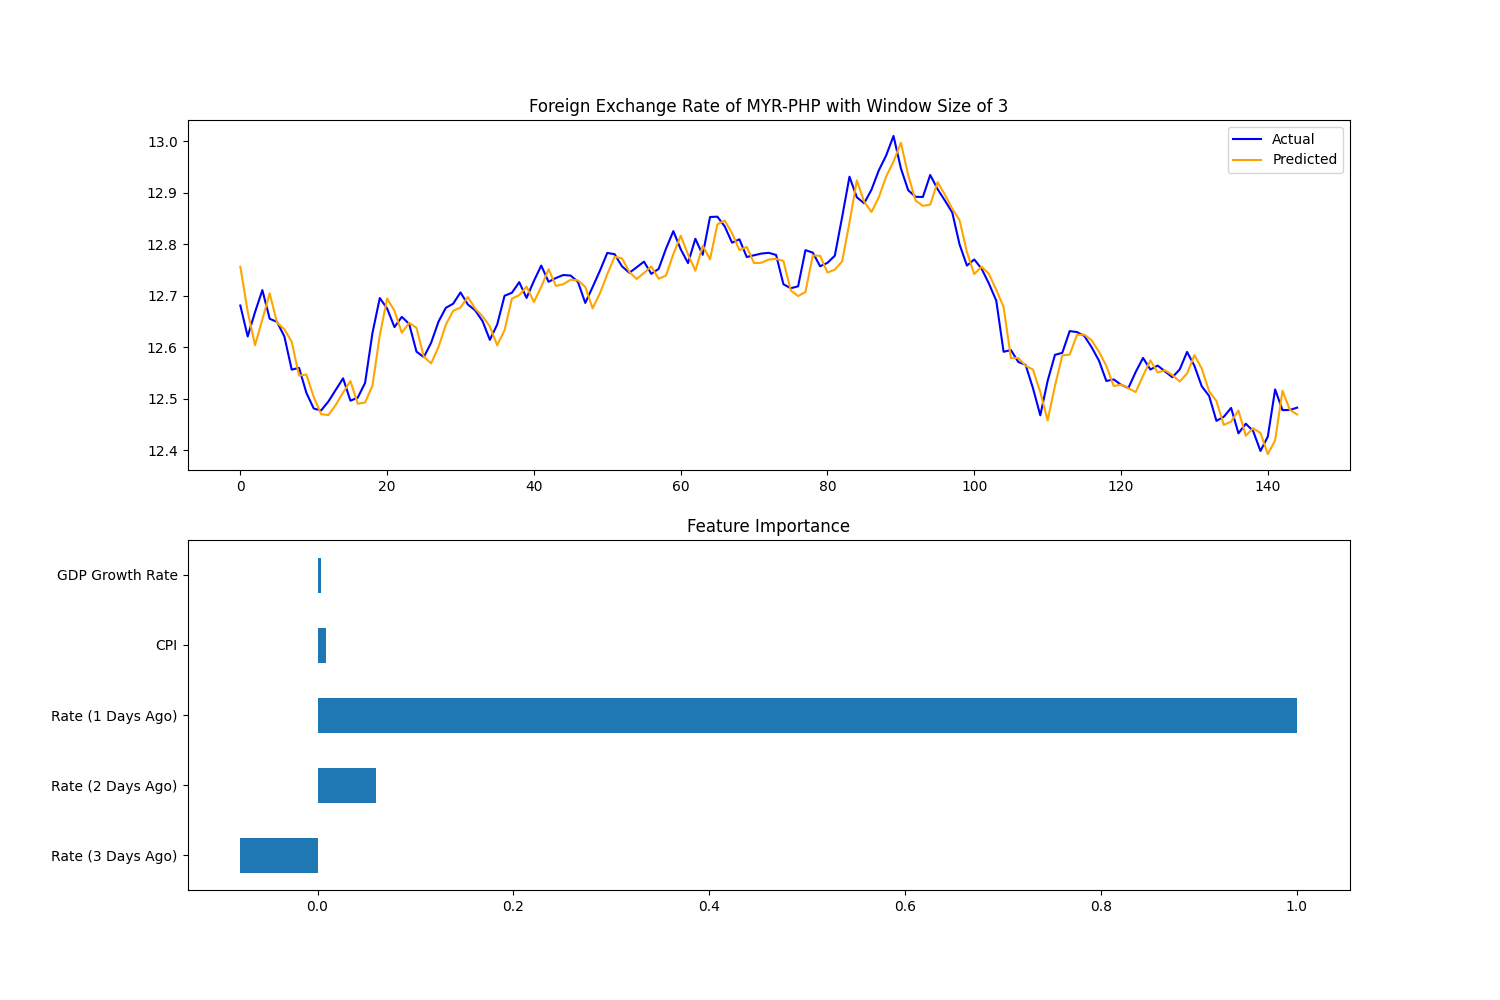 Foreign Exchange Rate of MYR-PHP with Window Size of 3
13.0
12.9
12.8
12.7
12.6
12.5
12.4
Actual
Predicted
0 20 40 60 80 100 120 140
Feature Importance
GDP Growth Rate
CPI
Rate (1 Days Ago)
Rate (2 Days Ago)
Rate (3 Days Ago)
0.0 0.2 0.4 0.6 0.8 1.0